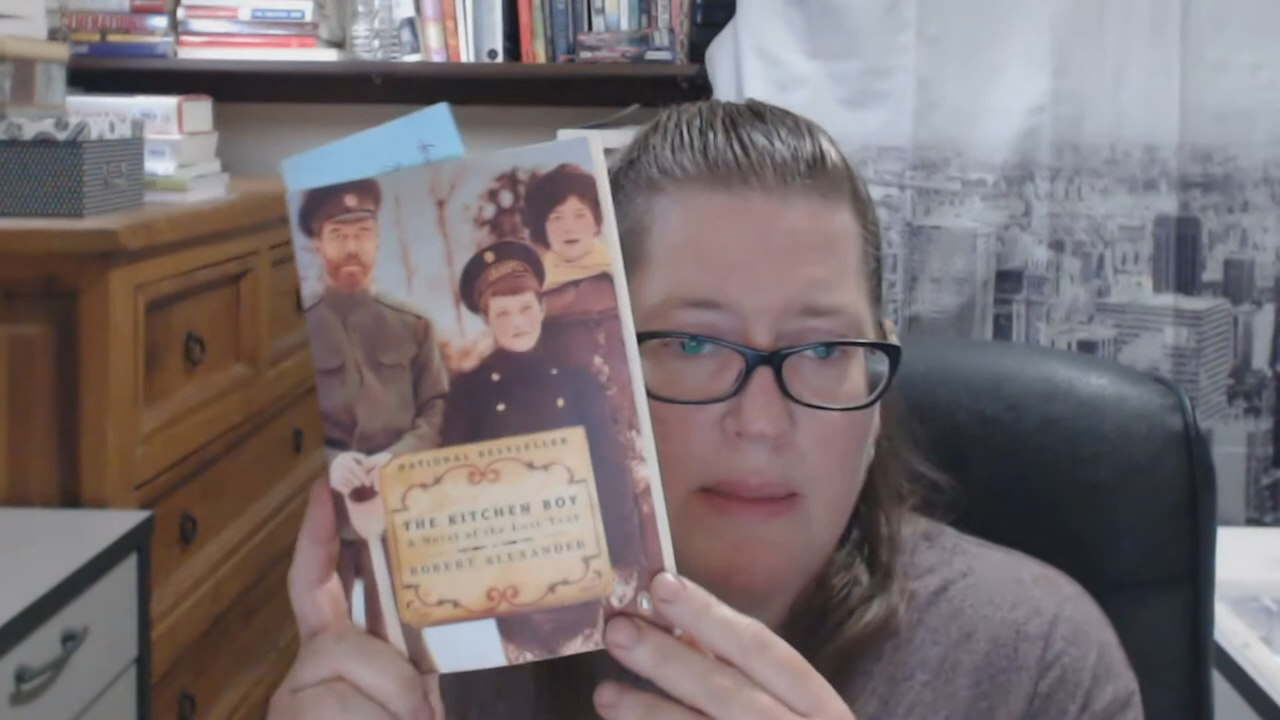 NATIONAL BESTSELLER
THE KITCHEN BOY
A Novel of the Last Tsar
ROBERT ALEXANDER